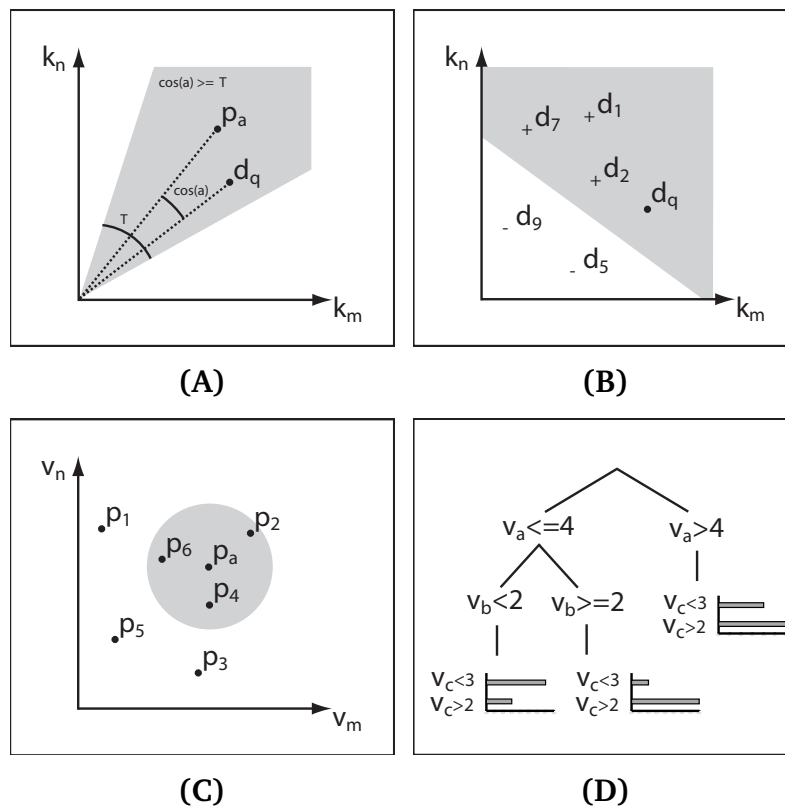 k_n
cos(a) >= T
p_a
d_q
cos(a)
T
k_m
(A)
k_n
d_7
d_1
d_2
d_q
d_9
d_5
k_m
(B)
v_n
p_1
p_2
p_6
p_a
p_4
p_5
p_3
v_m
(C)
v_a<=4
v_a>4
v_b<2
v_b>=2
v_c<3
v_c>2
v_c<3
v_c>2
v_c<3
v_c>2
(D)